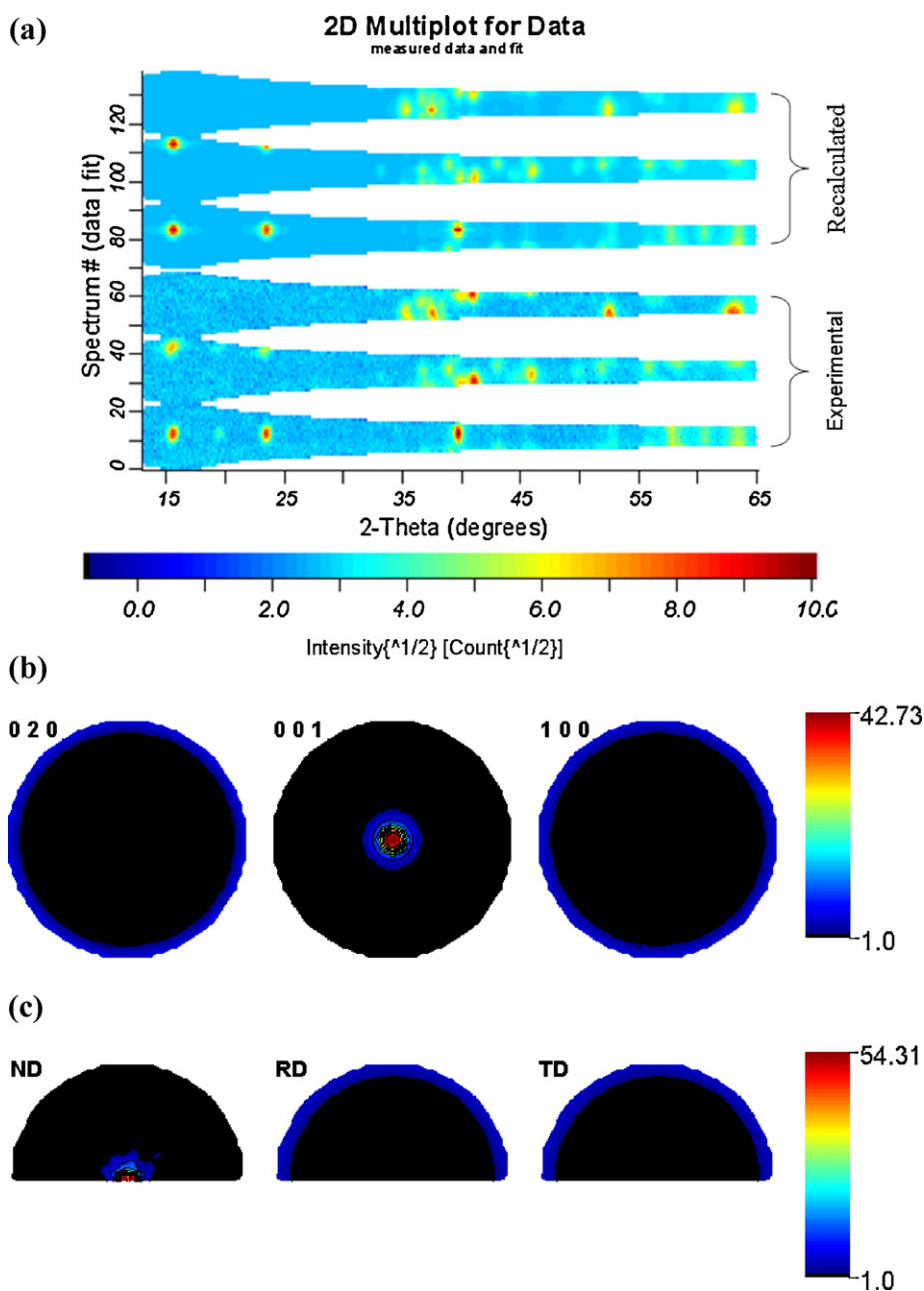 (a)
2D Multiplot for Data
measured data and fit
Spectrum # (data | fit)
0 20 40 60 80 100 120
Recalculated
Experimental
15 25 35 45 55 65
2-Theta (degrees)
0.0 2.0 4.0 6.0 8.0 10.0
Intensity{^1/2} [Count{^1/2}]
(b)
0 2 0
0 0 1
1 0 0
42.73
1.0
(c)
ND
RD
TD
54.31
1.0